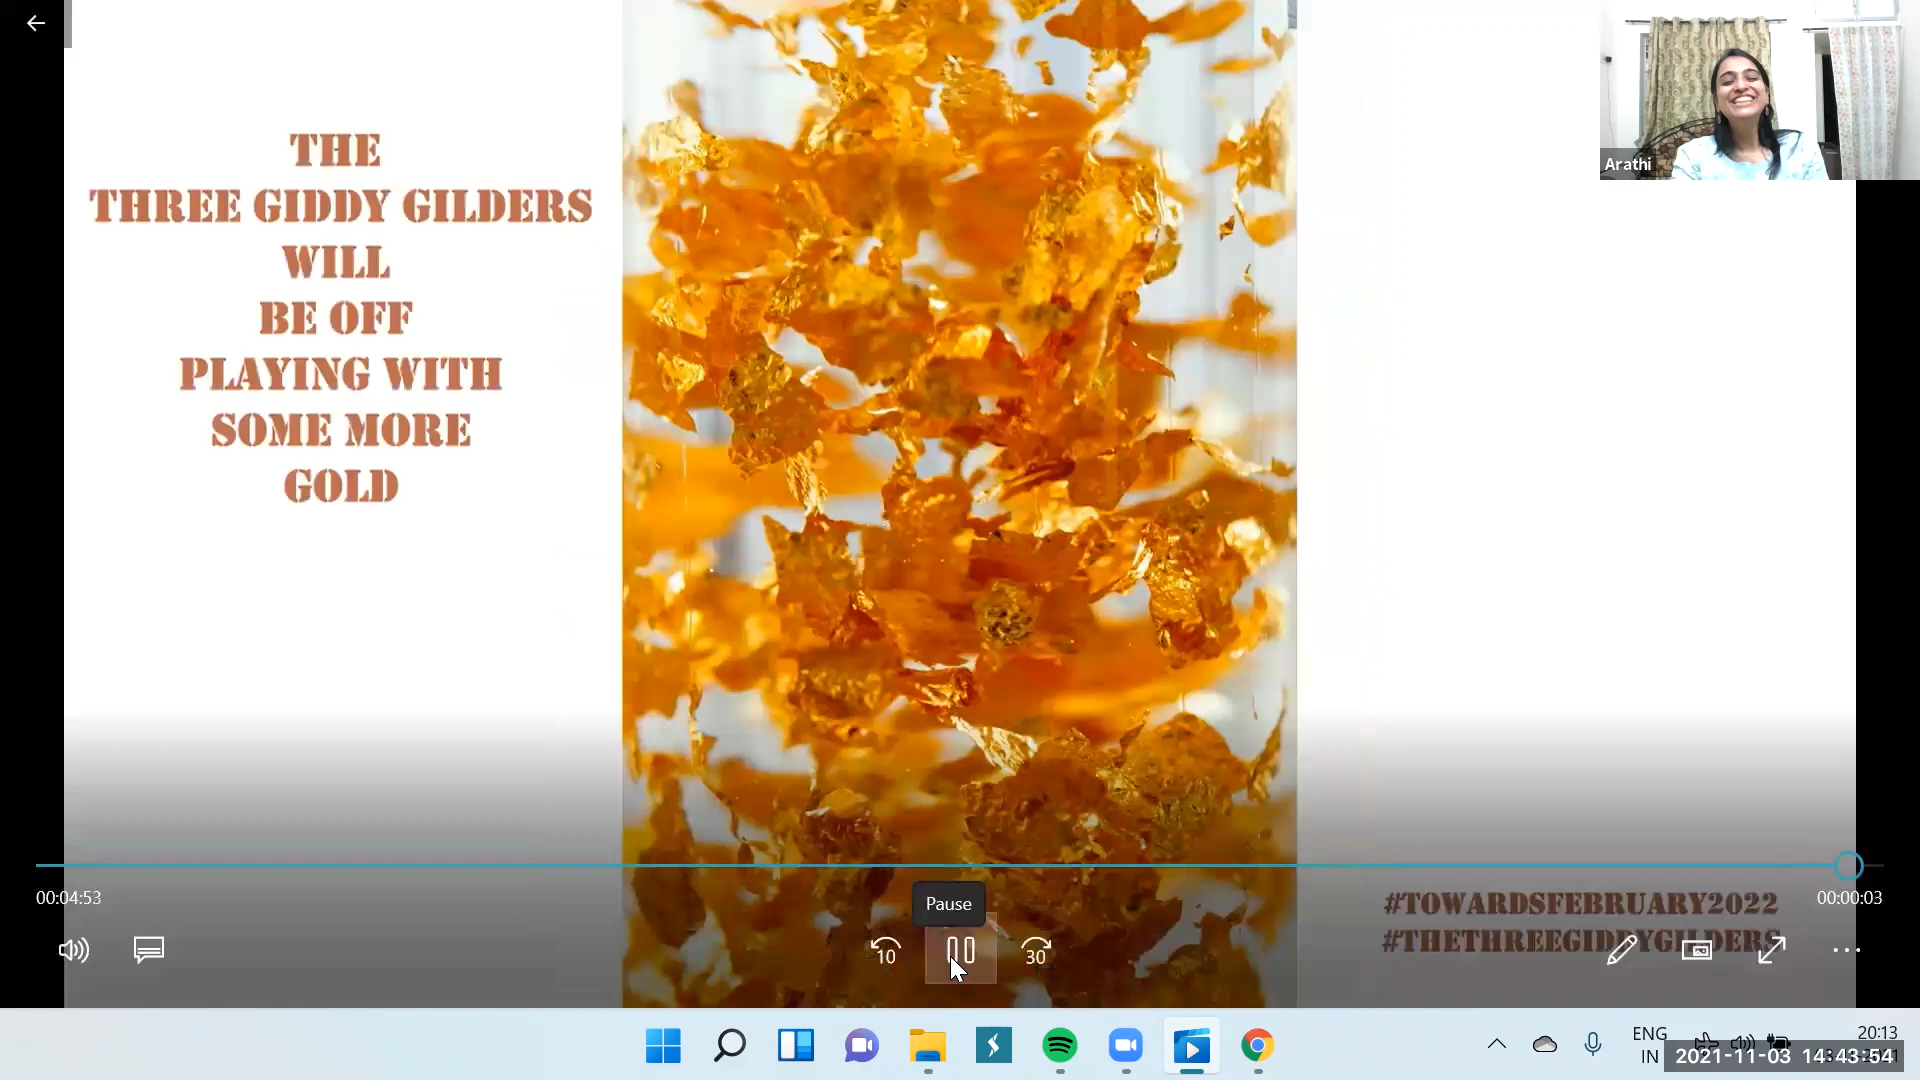 THE
THREE GIDDY GILDERS
WILL
BE OFF
PLAYING WITH
SOME MORE
GOLD
Arathi
00:04:53
00:00:03
#TOWARDSFEBRUARY2022
#THETHREEGIDDYGILDERS
Pause
10
30
ENG
IN
20:13
2021-11-03 14:43:54